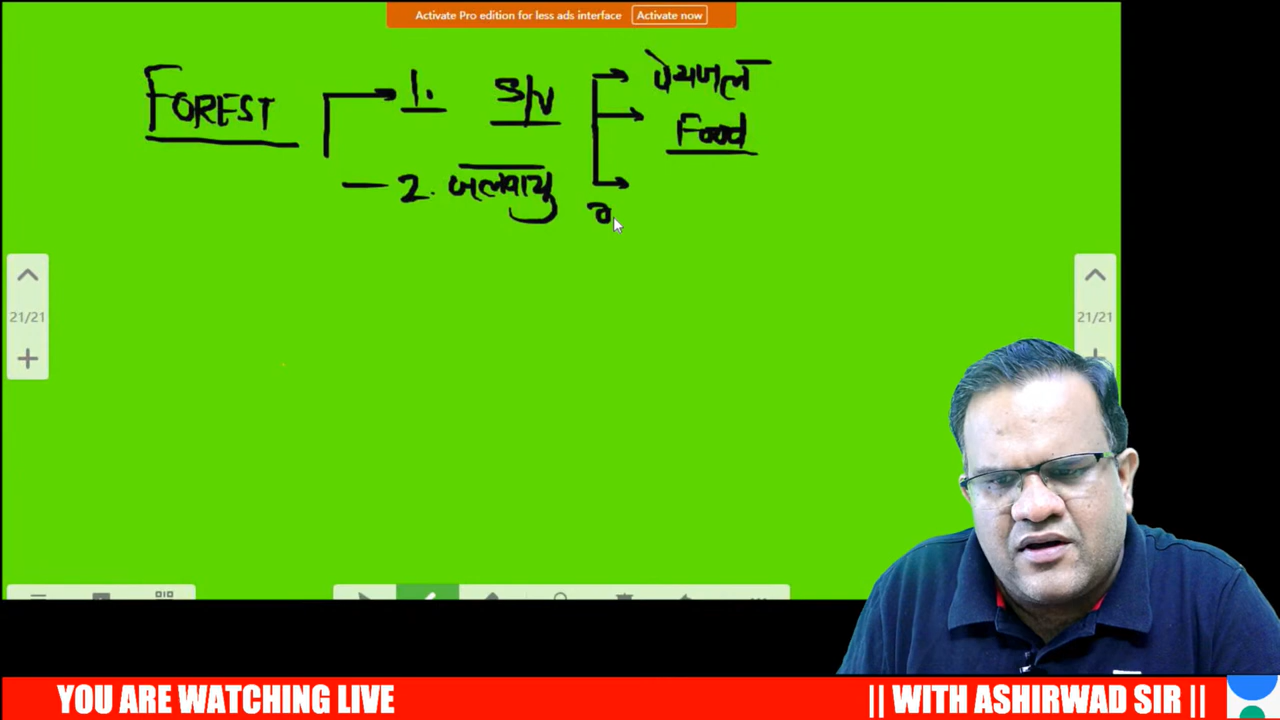 Activate Pro edition for less ads interface Activate now
FOREST
1. S/V
पेयजल
Food
2. जलवायु
21/21
21/21
YOU ARE WATCHING LIVE
|| WITH ASHIRWAD SIR ||